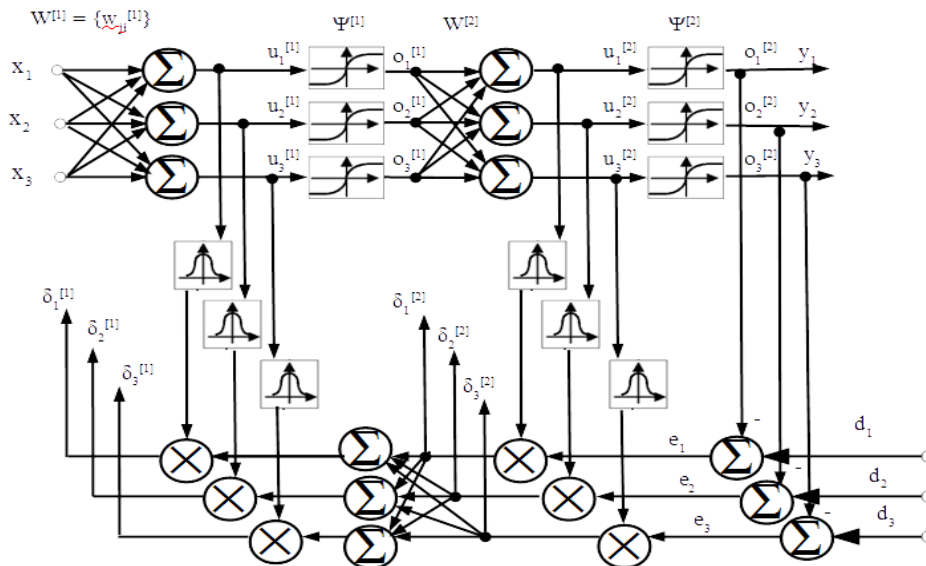 W[1] = {wij[1]} Ψ[1] W[2] Ψ[2]
x1 Σ u1[1] o1[1] Σ u1[2] o1[2] y1
x2 Σ u2[1] o2[1] Σ u2[2] o2[2] y2
x3 Σ u3[1] o3[1] Σ u3[2] o3[2] y3
δ1[1] δ1[2]
δ2[1] δ2[2]
δ3[1] δ3[2]
Σ e1 Σ - d1
Σ e2 Σ - d2
Σ e3 Σ - d3